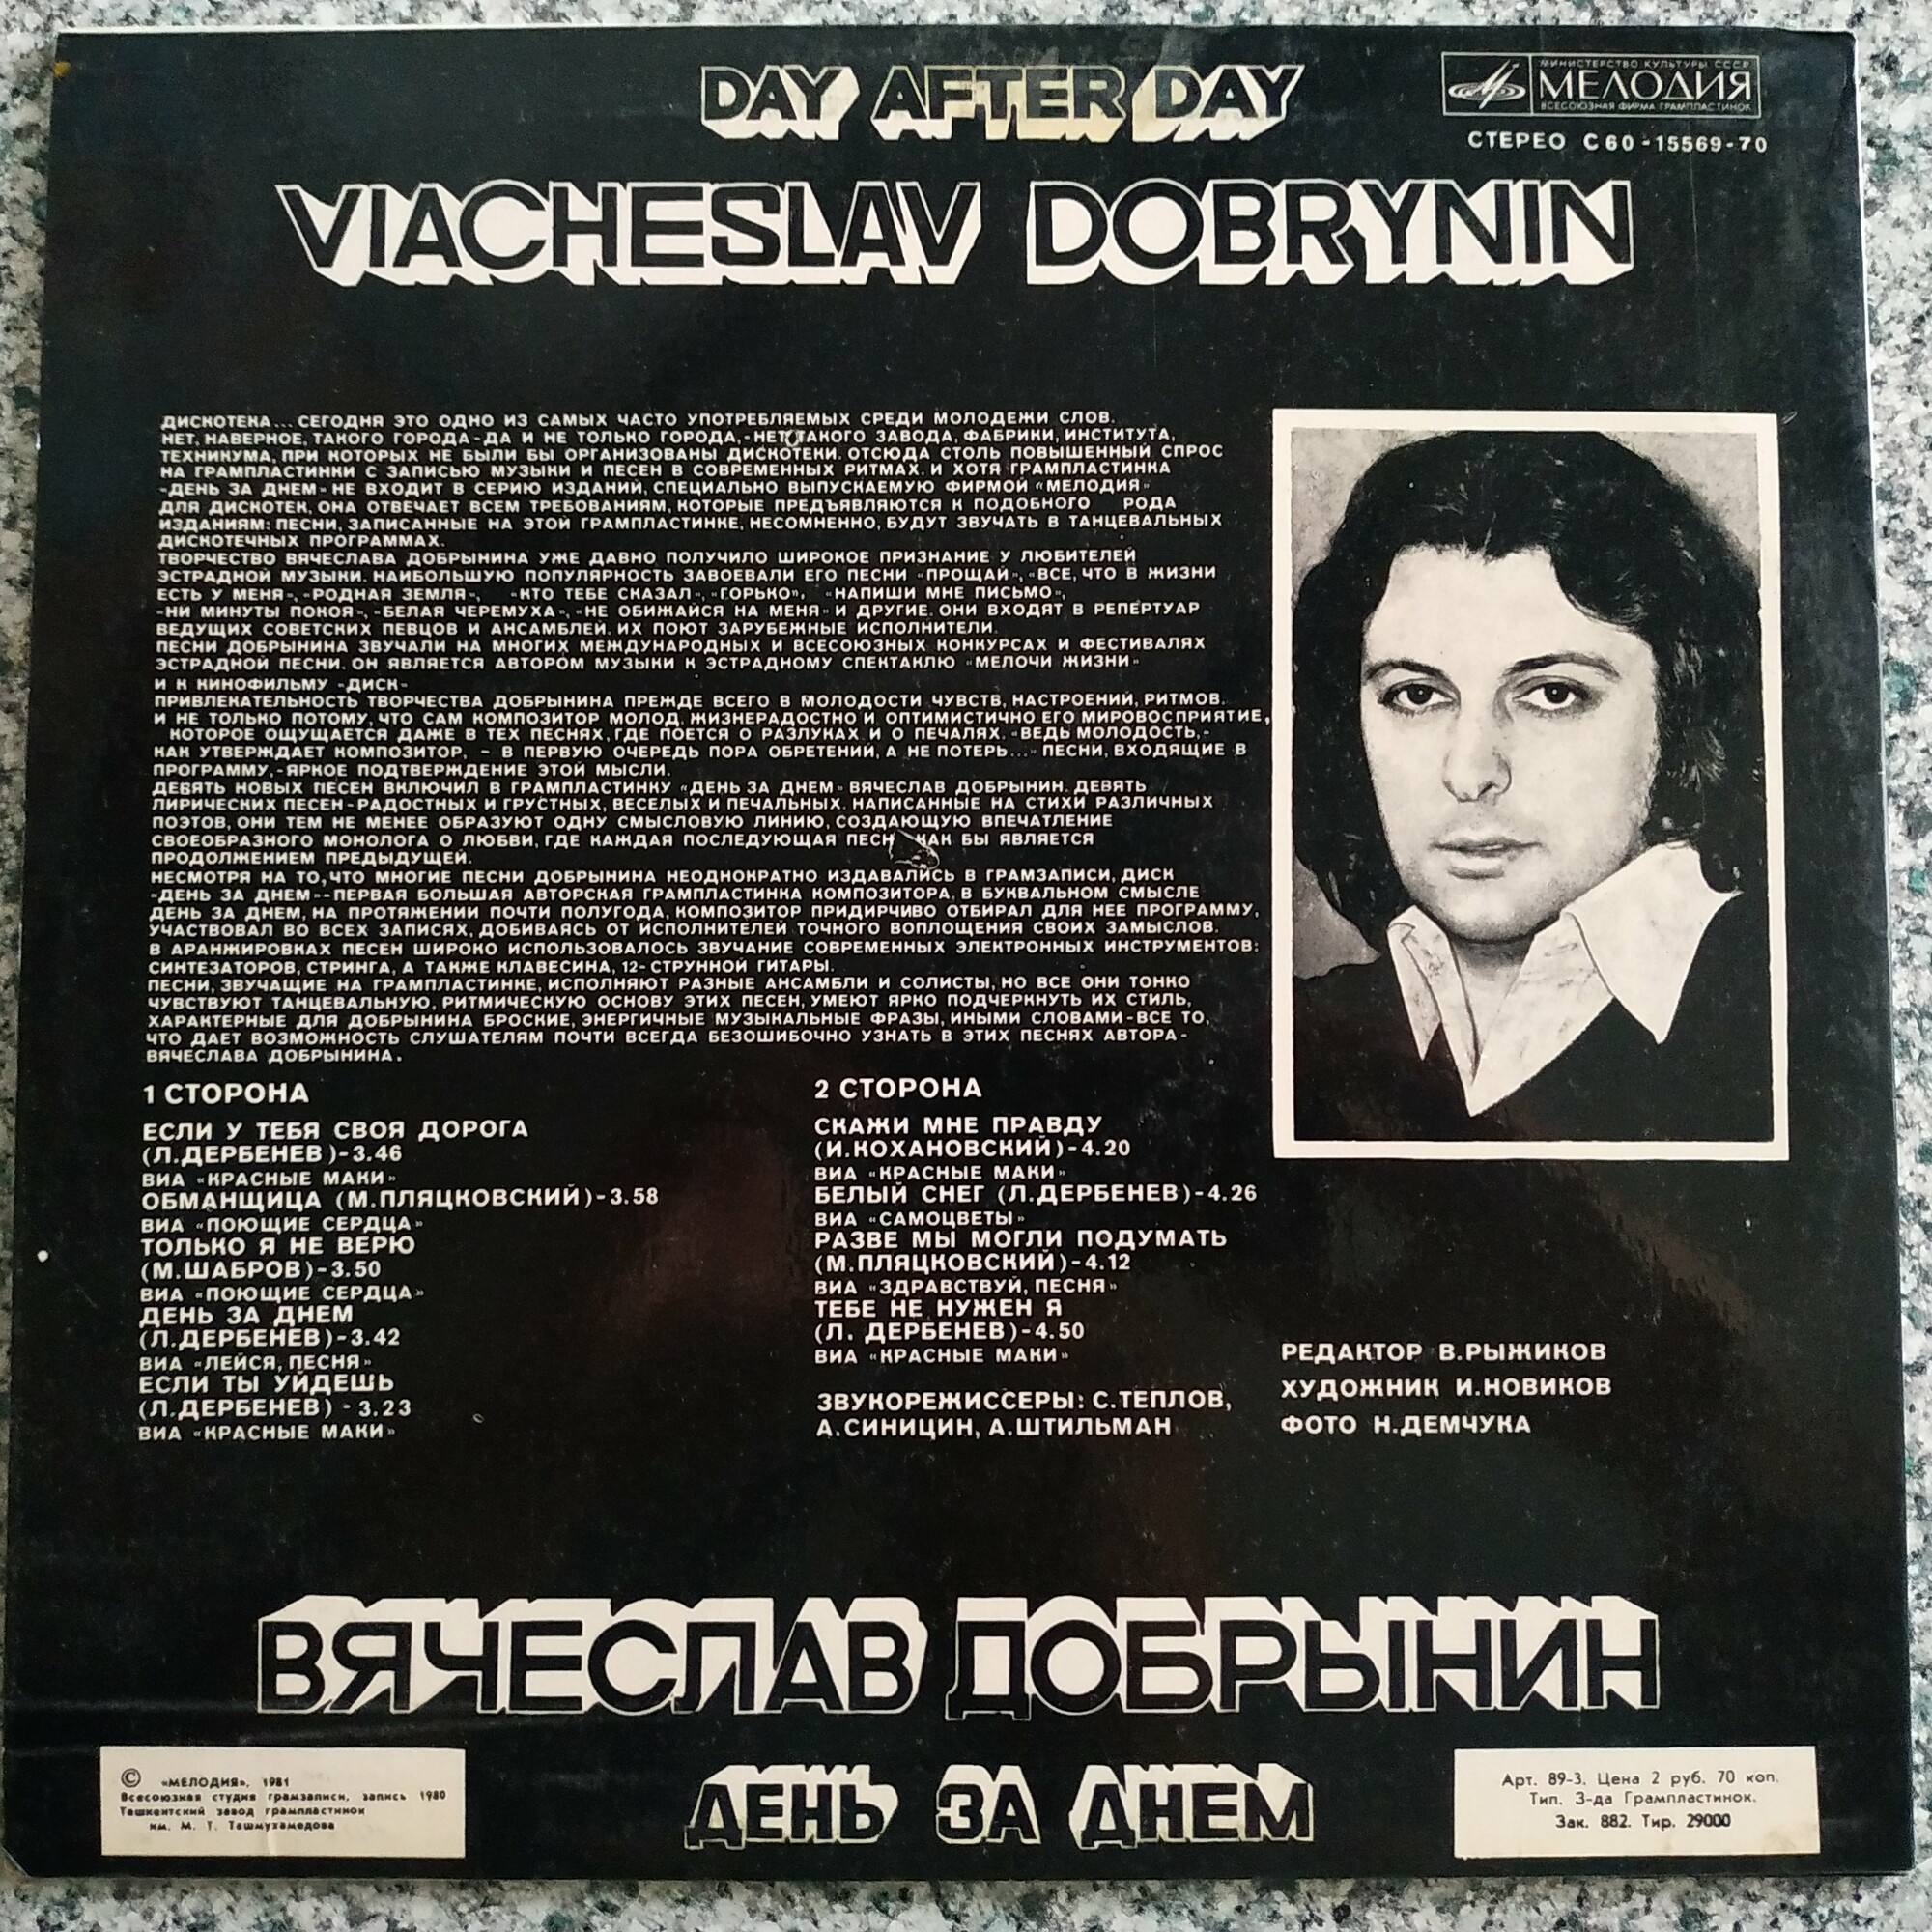 DAY AFTER DAY
МИНИСТЕРСТВО КУЛЬТУРЫ СССР
МЕЛОДИЯ
ВСЕСОЮЗНАЯ ФИРМА ГРАМПЛАСТИНОК
СТЕРЕО С60-15569-70
VIACHESLAV DOBRYNIN
ДИСКОТЕКА... СЕГОДНЯ ЭТО ОДНО ИЗ САМЫХ ЧАСТО УПОТРЕБЛЯЕМЫХ СРЕДИ МОЛОДЕЖИ СЛОВ.
НЕТ, НАВЕРНОЕ, ТАКОГО ГОРОДА-ДА И НЕ ТОЛЬКО ГОРОДА,-НЕТ ТАКОГО ЗАВОДА, ФАБРИКИ, ИНСТИТУТА,
ТЕХНИКУМА, ПРИ КОТОРЫХ НЕ БЫЛИ БЫ ОРГАНИЗОВАНЫ ДИСКОТЕКИ. ОТСЮДА СТОЛЬ ПОВЫШЕННЫЙ СПРОС
НА ГРАМПЛАСТИНКИ С ЗАПИСЬЮ МУЗЫКИ И ПЕСЕН В СОВРЕМЕННЫХ РИТМАХ. И ХОТЯ ГРАМПЛАСТИНКА
«ДЕНЬ ЗА ДНЕМ» НЕ ВХОДИТ В СЕРИЮ ИЗДАНИЙ, СПЕЦИАЛЬНО ВЫПУСКАЕМУЮ ФИРМОЙ «МЕЛОДИЯ»
ДЛЯ ДИСКОТЕК, ОНА ОТВЕЧАЕТ ВСЕМ ТРЕБОВАНИЯМ, КОТОРЫЕ ПРЕДЪЯВЛЯЮТСЯ К ПОДОБНОГО РОДА
ИЗДАНИЯМ: ПЕСНИ, ЗАПИСАННЫЕ НА ЭТОЙ ГРАМПЛАСТИНКЕ, НЕСОМНЕННО, БУДУТ ЗВУЧАТЬ В ТАНЦЕВАЛЬНЫХ
ДИСКОТЕЧНЫХ ПРОГРАММАХ.
ТВОРЧЕСТВО ВЯЧЕСЛАВА ДОБРЫНИНА УЖЕ ДАВНО ПОЛУЧИЛО ШИРОКОЕ ПРИЗНАНИЕ У ЛЮБИТЕЛЕЙ
ЭСТРАДНОЙ МУЗЫКИ. НАИБОЛЬШУЮ ПОПУЛЯРНОСТЬ ЗАВОЕВАЛИ ЕГО ПЕСНИ «ПРОЩАЙ», «ВСЕ, ЧТО В ЖИЗНИ
ЕСТЬ У МЕНЯ», «РОДНАЯ ЗЕМЛЯ», «КТО ТЕБЕ СКАЗАЛ», «ГОРЬКО», «НАПИШИ МНЕ ПИСЬМО»,
«НИ МИНУТЫ ПОКОЯ», «БЕЛАЯ ЧЕРЕМУХА», «НЕ ОБИЖАЙСЯ НА МЕНЯ» И ДРУГИЕ. ОНИ ВХОДЯТ В РЕПЕРТУАР
ВЕДУЩИХ СОВЕТСКИХ ПЕВЦОВ И АНСАМБЛЕЙ. ИХ ПОЮТ ЗАРУБЕЖНЫЕ ИСПОЛНИТЕЛИ.
ПЕСНИ ДОБРЫНИНА ЗВУЧАЛИ НА МНОГИХ МЕЖДУНАРОДНЫХ И ВСЕСОЮЗНЫХ КОНКУРСАХ И ФЕСТИВАЛЯХ
ЭСТРАДНОЙ ПЕСНИ. ОН ЯВЛЯЕТСЯ АВТОРОМ МУЗЫКИ К ЭСТРАДНОМУ СПЕКТАКЛЮ «МЕЛОЧИ ЖИЗНИ»
И К КИНОФИЛЬМУ «ДИСК»
ПРИВЛЕКАТЕЛЬНОСТЬ ТВОРЧЕСТВА ДОБРЫНИНА ПРЕЖДЕ ВСЕГО В МОЛОДОСТИ ЧУВСТВ, НАСТРОЕНИЙ, РИТМОВ.
И НЕ ТОЛЬКО ПОТОМУ, ЧТО САМ КОМПОЗИТОР МОЛОД. ЖИЗНЕРАДОСТНО И ОПТИМИСТИЧНО ЕГО МИРОВОСПРИЯТИЕ,
КОТОРОЕ ОЩУЩАЕТСЯ ДАЖЕ В ТЕХ ПЕСНЯХ, ГДЕ ПОЕТСЯ О РАЗЛУКАХ И О ПЕЧАЛЯХ. «ВЕДЬ МОЛОДОСТЬ,-
КАК УТВЕРЖДАЕТ КОМПОЗИТОР, - В ПЕРВУЮ ОЧЕРЕДЬ ПОРА ОБРЕТЕНИЙ, А НЕ ПОТЕРЬ...» ПЕСНИ, ВХОДЯЩИЕ В
ПРОГРАММУ,-ЯРКОЕ ПОДТВЕРЖДЕНИЕ ЭТОЙ МЫСЛИ.
ДЕВЯТЬ НОВЫХ ПЕСЕН ВКЛЮЧИЛ В ГРАМПЛАСТИНКУ «ДЕНЬ ЗА ДНЕМ» ВЯЧЕСЛАВ ДОБРЫНИН. ДЕВЯТЬ
ЛИРИЧЕСКИХ ПЕСЕН-РАДОСТНЫХ И ГРУСТНЫХ, ВЕСЕЛЫХ И ПЕЧАЛЬНЫХ. НАПИСАННЫЕ НА СТИХИ РАЗЛИЧНЫХ
ПОЭТОВ, ОНИ ТЕМ НЕ МЕНЕЕ ОБРАЗУЮТ ОДНУ СМЫСЛОВУЮ ЛИНИЮ, СОЗДАЮЩУЮ ВПЕЧАТЛЕНИЕ
СВОЕОБРАЗНОГО МОНОЛОГА О ЛЮБВИ, ГДЕ КАЖДАЯ ПОСЛЕДУЮЩАЯ КАК БЫ ЯВЛЯЕТСЯ
ПРОДОЛЖЕНИЕМ ПРЕДЫДУЩЕЙ.
НЕСМОТРЯ НА ТО, ЧТО МНОГИЕ ПЕСНИ ДОБРЫНИНА НЕОДНОКРАТНО ИЗДАВАЛИСЬ В ГРАМЗАПИСИ, ДИСК
«ДЕНЬ ЗА ДНЕМ»-ПЕРВАЯ БОЛЬШАЯ АВТОРСКАЯ ГРАМПЛАСТИНКА КОМПОЗИТОРА. В БУКВАЛЬНОМ СМЫСЛЕ
ДЕНЬ ЗА ДНЕМ, НА ПРОТЯЖЕНИИ ПОЧТИ ПОЛУГОДА, КОМПОЗИТОР ПРИДИРЧИВО ОТБИРАЛ ДЛЯ НЕЕ ПРОГРАММУ,
УЧАСТВОВАЛ ВО ВСЕХ ЗАПИСЯХ, ДОБИВАЯСЬ ОТ ИСПОЛНИТЕЛЕЙ ТОЧНОГО ВОПЛОЩЕНИЯ СВОИХ ЗАМЫСЛОВ.
В АРАНЖИРОВКАХ ПЕСЕН ШИРОКО ИСПОЛЬЗОВАЛОСЬ ЗВУЧАНИЕ СОВРЕМЕННЫХ ЭЛЕКТРОННЫХ ИНСТРУМЕНТОВ:
СИНТЕЗАТОРОВ, СТРИНГА, А ТАКЖЕ КЛАВЕСИНА, 12-СТРУННОЙ ГИТАРЫ.
ПЕСНИ, ЗВУЧАЩИЕ НА ГРАМПЛАСТИНКЕ, ИСПОЛНЯЮТ РАЗНЫЕ АНСАМБЛИ И СОЛИСТЫ, НО ВСЕ ОНИ ТОНКО
ЧУВСТВУЮТ ТАНЦЕВАЛЬНУЮ, РИТМИЧЕСКУЮ ОСНОВУ ЭТИХ ПЕСЕН, УМЕЮТ ЯРКО ПОДЧЕРКНУТЬ ИХ СТИЛЬ,
ХАРАКТЕРНЫЕ ДЛЯ ДОБРЫНИНА БРОСКИЕ, ЭНЕРГИЧНЫЕ МУЗЫКАЛЬНЫЕ ФРАЗЫ, ИНЫМИ СЛОВАМИ-ВСЕ ТО,
ЧТО ДАЕТ ВОЗМОЖНОСТЬ СЛУШАТЕЛЯМ ПОЧТИ ВСЕГДА БЕЗОШИБОЧНО УЗНАТЬ В ЭТИХ ПЕСНЯХ АВТОРА-
ВЯЧЕСЛАВА ДОБРЫНИНА.
1 СТОРОНА
ЕСЛИ У ТЕБЯ СВОЯ ДОРОГА
(Л.ДЕРБЕНЕВ)-3.46
ВИА «КРАСНЫЕ МАКИ»
ОБМАНЩИЦА (М.ПЛЯЦКОВСКИЙ)-3.58
ВИА «ПОЮЩИЕ СЕРДЦА»
ТОЛЬКО Я НЕ ВЕРЮ
(М.ШАБРОВ)-3.50
ВИА «ПОЮЩИЕ СЕРДЦА»
ДЕНЬ ЗА ДНЕМ
(Л.ДЕРБЕНЕВ)-3.42
ВИА «ЛЕЙСЯ, ПЕСНЯ»
ЕСЛИ ТЫ УЙДЕШЬ
(Л.ДЕРБЕНЕВ) - 3.23
ВИА «КРАСНЫЕ МАКИ»
2 СТОРОНА
СКАЖИ МНЕ ПРАВДУ
(И.КОХАНОВСКИЙ)-4.20
ВИА «КРАСНЫЕ МАКИ»
БЕЛЫЙ СНЕГ (Л.ДЕРБЕНЕВ)-4.26
ВИА «САМОЦВЕТЫ»
РАЗВЕ МЫ МОГЛИ ПОДУМАТЬ
(М.ПЛЯЦКОВСКИЙ)-4.12
ВИА «ЗДРАВСТВУЙ, ПЕСНЯ»
ТЕБЕ НЕ НУЖЕН Я
(Л. ДЕРБЕНЕВ)-4.50
ВИА «КРАСНЫЕ МАКИ»
ЗВУКОРЕЖИССЕРЫ: С.ТЕПЛОВ,
А.СИНИЦИН, А.ШТИЛЬМАН
РЕДАКТОР В.РЫЖИКОВ
ХУДОЖНИК И.НОВИКОВ
ФОТО Н.ДЕМЧУКА
ВЯЧЕСЛАВ ДОБРЫНИН
ДЕНЬ ЗА ДНЕМ
© «МЕЛОДИЯ», 1981
Всесоюзная студия грамзаписи, запись 1980
Ташкентский завод грампластинок
им. М. Т. Ташмухамедова
Арт. 89-3. Цена 2 руб. 70 коп.
Тип. З-да Грампластинок.
Зак. 882. Тир. 29000